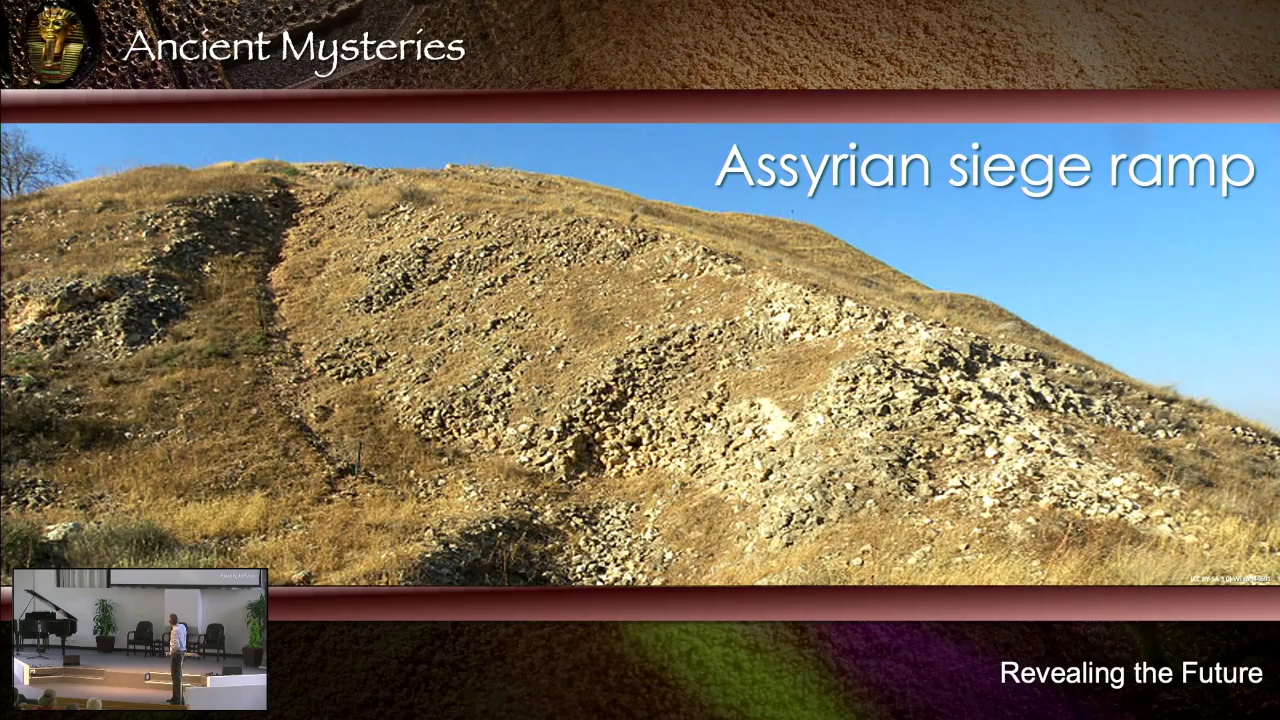 Ancient Mysteries
Assyrian siege ramp
Revealing the Future